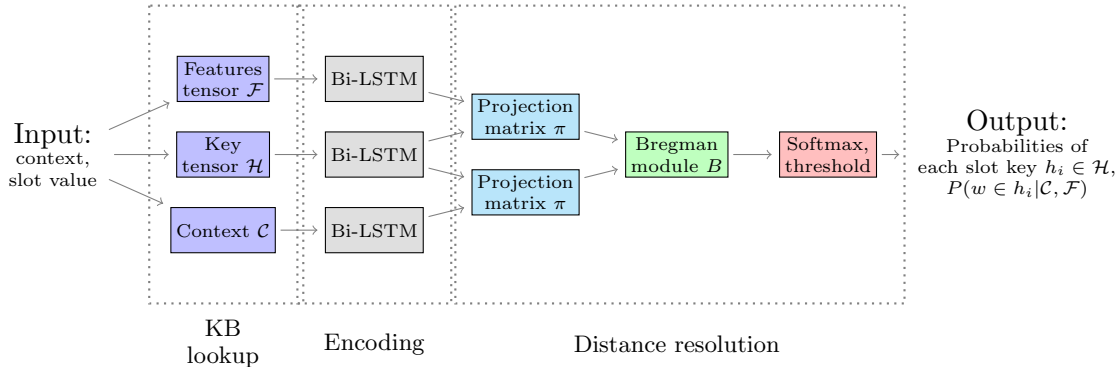 Input:
context,
slot value
Features
tensor ℱ
Key
tensor ℋ
Context 𝒞
Bi-LSTM
Bi-LSTM
Bi-LSTM
Projection
matrix π
Projection
matrix π
Bregman
module B
Softmax,
threshold
Output:
Probabilities of
each slot key hᵢ ∈ ℋ,
P(w ∈ hᵢ|𝒞, ℱ)
KB
lookup
Encoding
Distance resolution